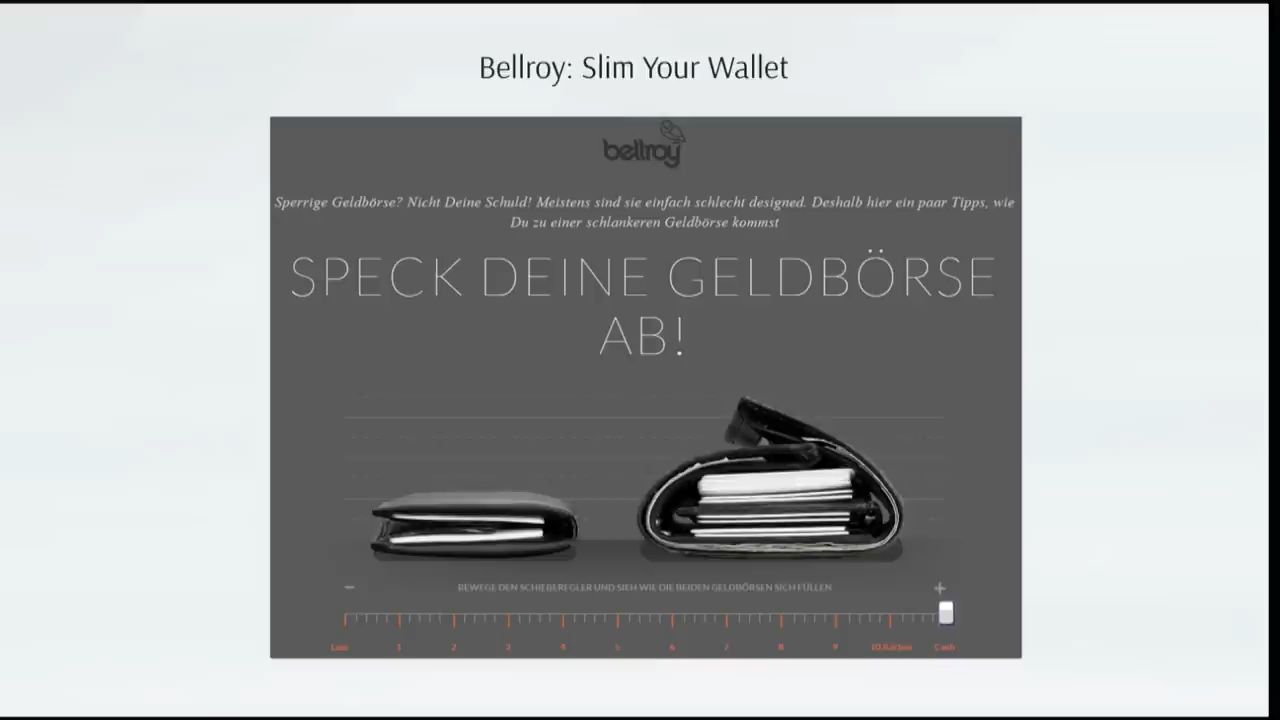 Bellroy: Slim Your Wallet
bellroy
Sperrige Geldbörse? Nicht Deine Schuld! Meistens sind sie einfach schlecht designed. Deshalb hier ein paar Tipps, wie
Du zu einer schlankeren Geldbörse kommst
SPECK DEINE GELDBÖRSE
AB!
− +
BEWEGE DEN SCHIEBEREGLER UND SIEH WIE DIE BEIDEN GELDBÖRSEN SICH FÜLLEN
1 2 3 4 5 6 7 8 9 10 Karten Cash